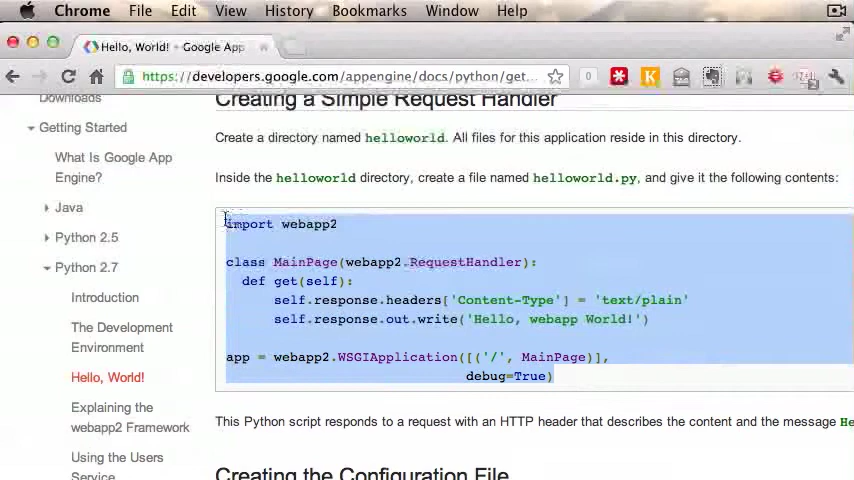 Chrome File Edit View History Bookmarks Window Help
Hello, World! - Google App
https://developers.google.com/appengine/docs/python/get...
Downloads
Getting Started
What Is Google App
Engine?
Java
Python 2.5
Python 2.7
Introduction
The Development
Environment
Hello, World!
Explaining the
webapp2 Framework
Using the Users
Service
Creating a Simple Request Handler
Create a directory named helloworld. All files for this application reside in this directory.
Inside the helloworld directory, create a file named helloworld.py, and give it the following contents:
import webapp2
class MainPage(webapp2.RequestHandler):
def get(self):
self.response.headers['Content-Type'] = 'text/plain'
self.response.out.write('Hello, webapp World!')
app = webapp2.WSGIApplication([('/', MainPage)],
debug=True)
This Python script responds to a request with an HTTP header that describes the content and the message He
Creating the Configuration File